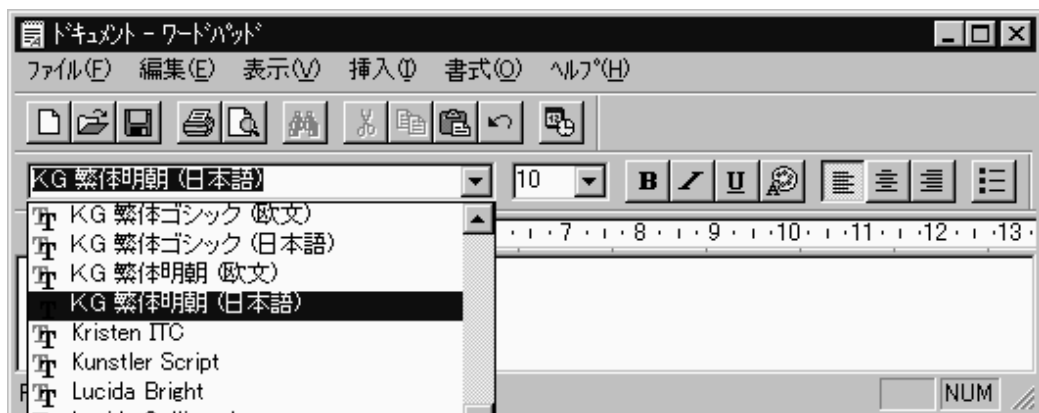 ﾄﾞｷｭﾒﾝﾄ - ﾜｰﾄﾞﾊﾟｯﾄﾞ
ﾌｧｲﾙ(F) 編集(E) 表示(V) 挿入(I) 書式(O) ﾍﾙﾌﾟ(H)
KG 繁体明朝 (日本語) 10 B I U
KG 繁体ゴシック (欧文)
KG 繁体ゴシック (日本語)
KG 繁体明朝 (欧文)
KG 繁体明朝 (日本語)
Kristen ITC
Kunstler Script
Lucida Bright
7 8 9 10 11 12 13
NUM